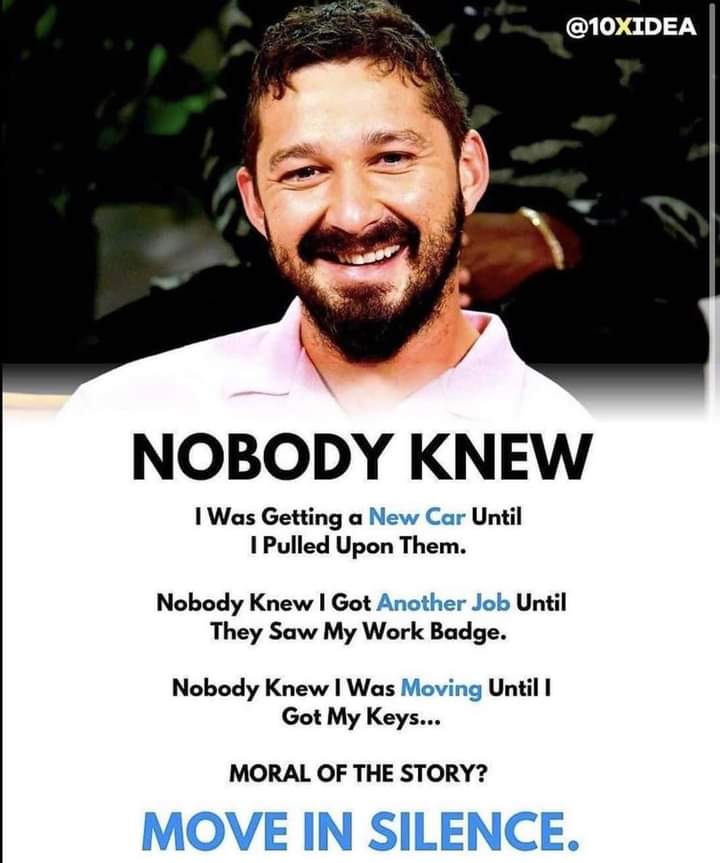 @10XIDEA
NOBODY KNEW
I Was Getting a New Car Until
I Pulled Upon Them.
Nobody Knew I Got Another Job Until
They Saw My Work Badge.
Nobody Knew I Was Moving Until I
Got My Keys...
MORAL OF THE STORY?
MOVE IN SILENCE.